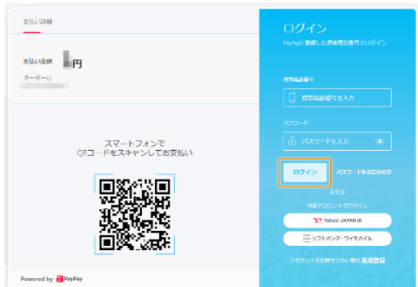 支払い詳細
支払い金額 円
オーダーID
スマートフォンで
QRコードをスキャンしてお支払い
Powered by PayPay
ログイン
PayPayに登録した携帯電話番号でログイン
携帯電話番号
携帯電話番号を入力
パスワード
パスワードを入力
ログイン パスワードをお忘れの方
または
外部アカウントでログイン
Y! Yahoo! JAPAN ID
ソフトバンク・ワイモバイル
アカウントをお持ちでない場合 新規登録